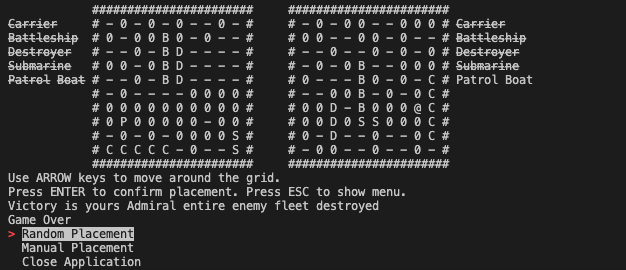 ######################  #######################
Carrier # - 0 - 0 - 0 - - 0 - # # - 0 - 0 0 - - 0 0 0 # Carrier
Battleship # 0 - 0 0 B 0 - 0 - - # # 0 - - 0 - - 0 - - - # Battleship
Destroyer # - 0 - 0 B D - - - - # # - 0 - - 0 - - - 0 - # Destroyer
Submarine # 0 - 0 - B D - - - - # # - 0 - 0 B - - 0 0 0 # Submarine
Patrol Boat # - 0 - 0 B D - - - - # # - - 0 0 B 0 - 0 - C # Patrol Boat
# - 0 - - - - 0 0 0 0 # # - - 0 0 B - 0 - 0 C #
# 0 0 0 0 0 0 0 0 0 0 # # 0 0 D - B 0 0 0 @ C #
# 0 P 0 0 0 0 0 0 0 0 # # 0 0 D 0 S S 0 0 0 C #
# - 0 - 0 - 0 0 0 0 S # # 0 - D - - 0 - - 0 C #
# C C C C C - 0 - - S # # - 0 0 - - 0 - - 0 - #
####################### #######################
Use ARROW keys to move around the grid.
Press ENTER to confirm placement. Press ESC to show menu.
Victory is yours Admiral entire enemy fleet destroyed
Game Over
> Random Placement
Manual Placement
Close Application